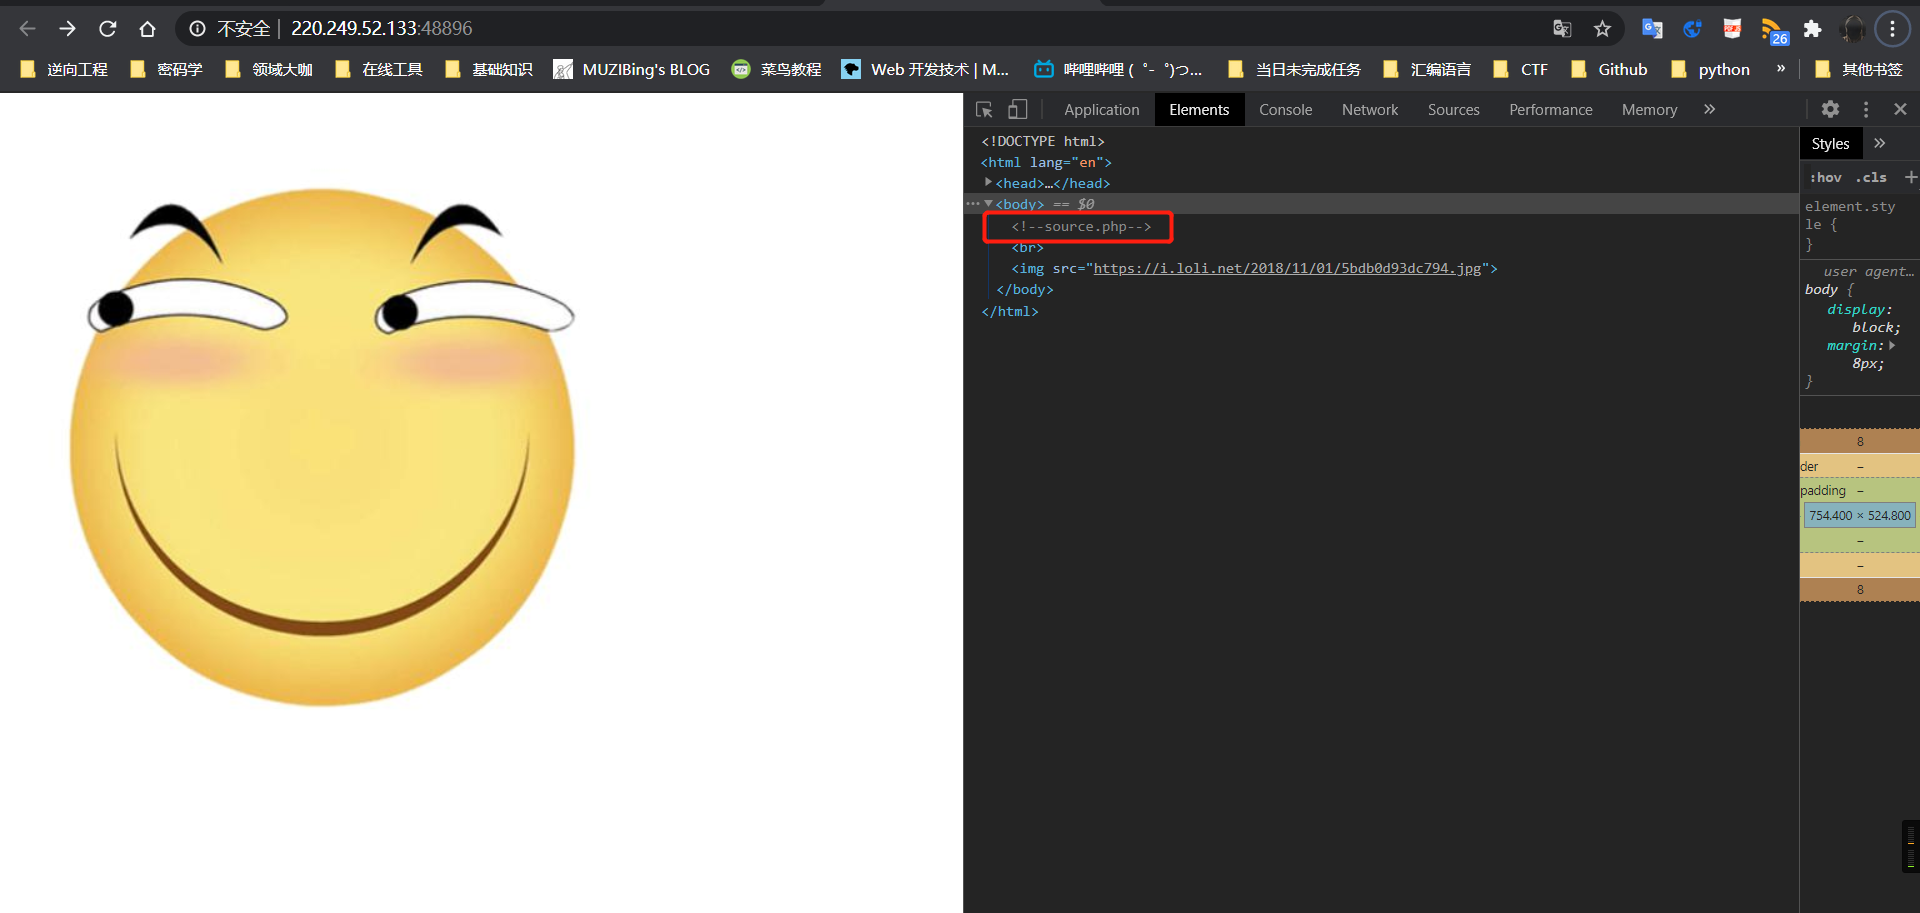 不安全 220.249.52.133:48896 26
逆向工程 密码学 领域大咖 在线工具 基础知识 MUZIBing's BLOG 菜鸟教程 Web 开发技术 | M... 哔哩哔哩 ( ゜- ゜)つ... 当日未完成任务 汇编语言 CTF Github python » 其他书签
Application Elements Console Network Sources Performance Memory »
<!DOCTYPE html>
<html lang="en">
<head>…</head>
<body> == $0
<!--source.php-->
<br>
<img src="https://i.loli.net/2018/11/01/5bdb0d93dc794.jpg">
</body>
</html>
Styles »
:hov .cls +
element.sty
le {
}
user agent…
body {
display:
block;
margin:
8px;
}
8
der –
padding –
754.400 × 524.800
–
–
8